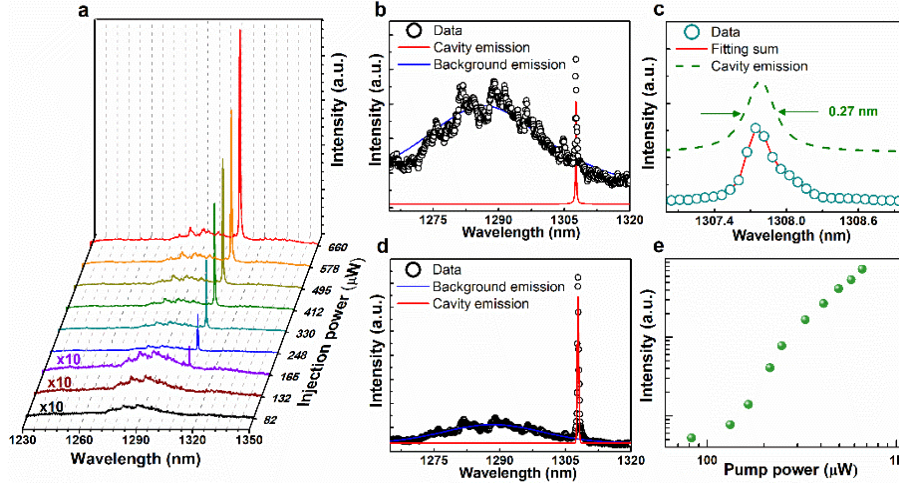 a
Intensity (a.u.)
660
578
495
412
330
248
165
132
82
Injection power (μW)
x10
x10
x10
1230
1260
1290
1320
1350
Wavelength (nm)
b
Data
Cavity emission
Background emission
Intensity (a.u.)
1275
1290
1305
1320
Wavelength (nm)
c
Data
Fitting sum
Cavity emission
0.27 nm
Intensity (a.u.)
1307.4
1308.0
1308.6
Wavelength (nm)
d
Data
Background emission
Cavity emission
Intensity (a.u.)
1275
1290
1305
1320
Wavelength (nm)
e
Intensity (a.u.)
100
Pump power (μW)